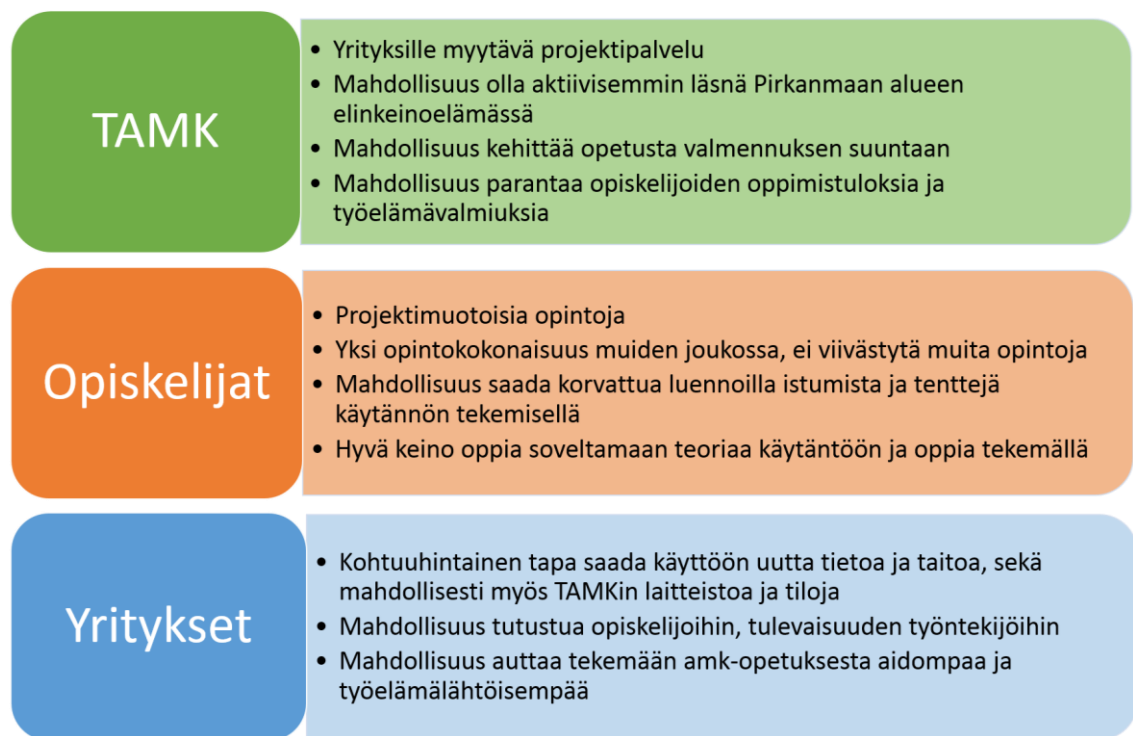 TAMK
• Yrityksille myytävä projektipalvelu
• Mahdollisuus olla aktiivisemmin läsnä Pirkanmaan alueen
elinkeinoelämässä
• Mahdollisuus kehittää opetusta valmennuksen suuntaan
• Mahdollisuus parantaa opiskelijoiden oppimistuloksia ja
työelämävalmiuksia
Opiskelijat
• Projektimuotoisia opintoja
• Yksi opintokokonaisuus muiden joukossa, ei viivästytä muita opintoja
• Mahdollisuus saada korvattua luennoilla istumista ja tenttejä
käytännön tekemisellä
• Hyvä keino oppia soveltamaan teoriaa käytäntöön ja oppia tekemällä
Yritykset
• Kohtuuhintainen tapa saada käyttöön uutta tietoa ja taitoa, sekä
mahdollisesti myös TAMKin laitteistoa ja tiloja
• Mahdollisuus tutustua opiskelijoihin, tulevaisuuden työntekijöihin
• Mahdollisuus auttaa tekemään amk-opetuksesta aidompaa ja
työelämälähtöisempää